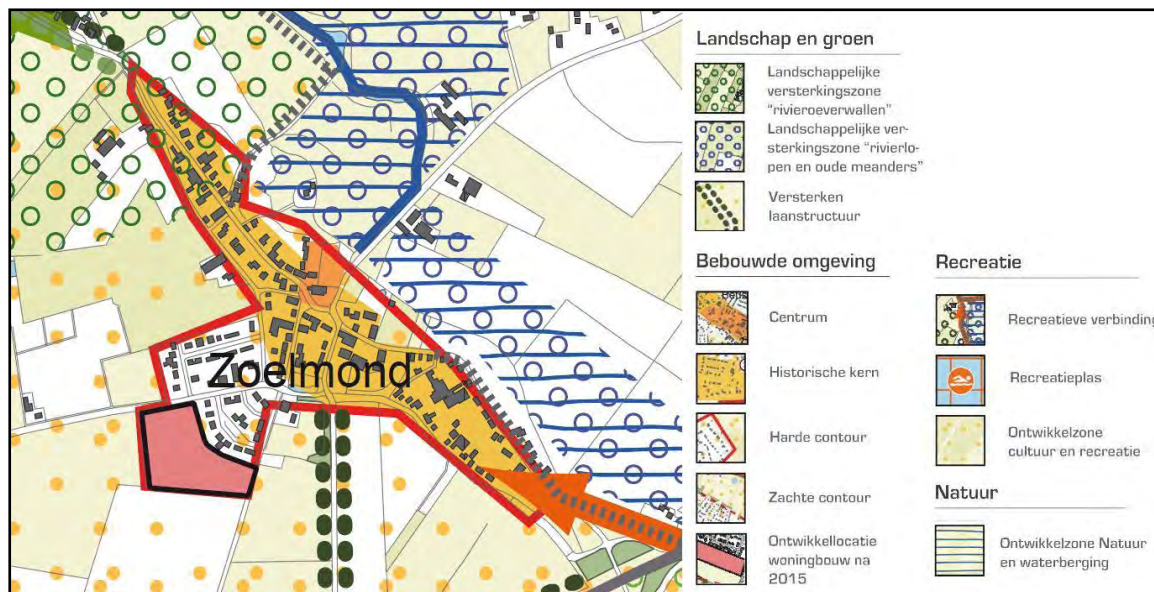 Zoelmond
Landschap en groen
Landschappelijke
versterkingszone
“rivieroeverwallen”
Landschappelijke ver-
sterkingszone “rivierlo-
pen en oude meanders”
Versterken
laanstructuur
Bebouwde omgeving
Centrum
Historische kern
Harde contour
Zachte contour
Ontwikkellocatie
woningbouw na
2015
Recreatie
Recreatieve verbinding
Recreatieplas
Ontwikkelzone
cultuur en recreatie
Natuur
Ontwikkelzone Natuur
en waterberging